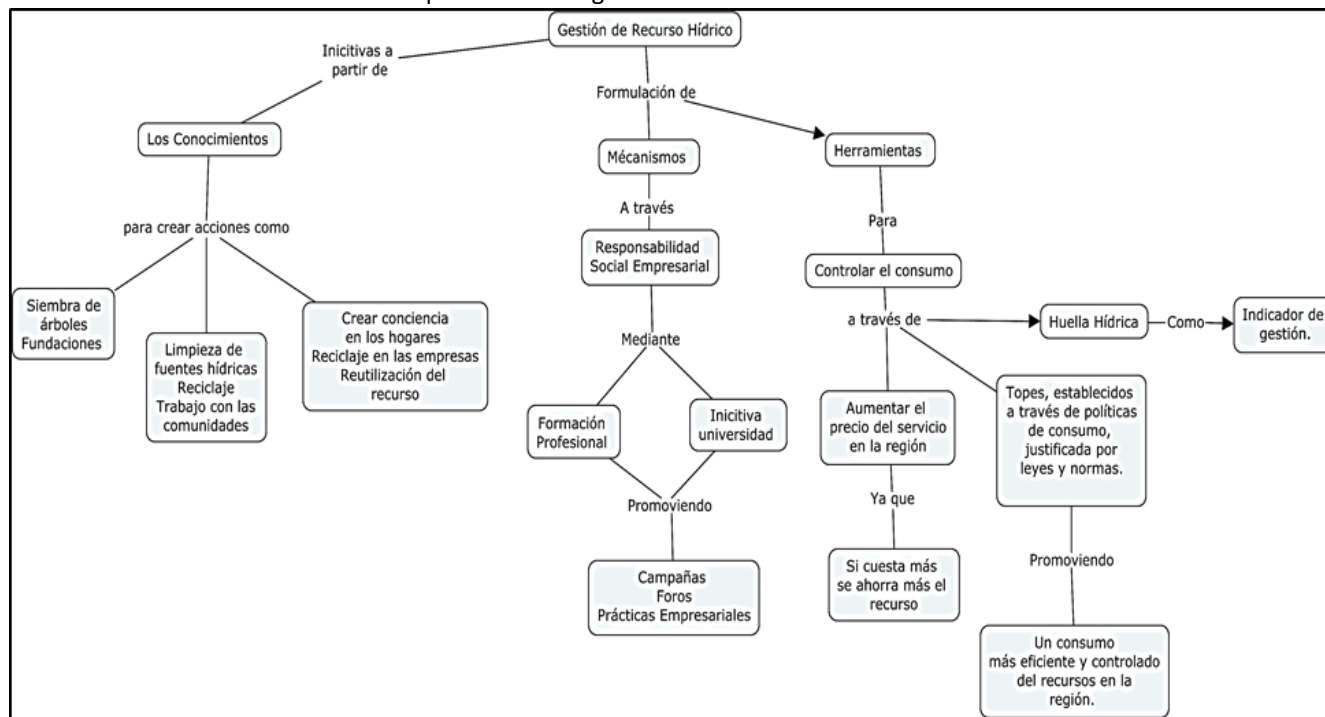 Gestión de Recurso Hídrico
Inicitivas a
partir de
Los Conocimientos
para crear acciones como
Siembra de
árboles
Fundaciones
Limpieza de
fuentes hídricas
Reciclaje
Trabajo con las
comunidades
Crear conciencia
en los hogares
Reciclaje en las empresas
Reutilización del
recurso
Formulación de
Mécanismos
A través
Responsabilidad
Social Empresarial
Mediante
Formación
Profesional
Inicitiva
universidad
Promoviendo
Campañas
Foros
Prácticas Empresariales
Herramientas
Para
Controlar el consumo
a través de
Huella Hídrica
Como
Indicador de
gestión.
Aumentar el
precio del servicio
en la región
Ya que
Si cuesta más
se ahorra más el
recurso
Topes, establecidos
a través de políticas
de consumo,
justificada por
leyes y normas.
Promoviendo
Un consumo
más eficiente y controlado
del recursos en la
región.